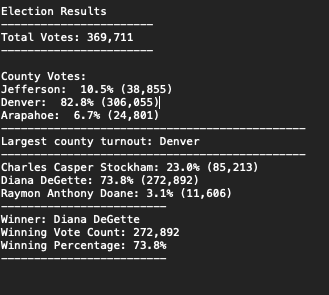 Election Results
-----------------------
Total Votes: 369,711
-----------------------
County Votes:
Jefferson:  10.5% (38,855)
Denver:  82.8% (306,055)
Arapahoe:  6.7% (24,801)
----------------------------------------------
Largest county turnout: Denver
----------------------------------------------
Charles Casper Stockham: 23.0% (85,213)
Diana DeGette: 73.8% (272,892)
Raymon Anthony Doane: 3.1% (11,606)
-------------------------
Winner: Diana DeGette
Winning Vote Count: 272,892
Winning Percentage: 73.8%
-------------------------